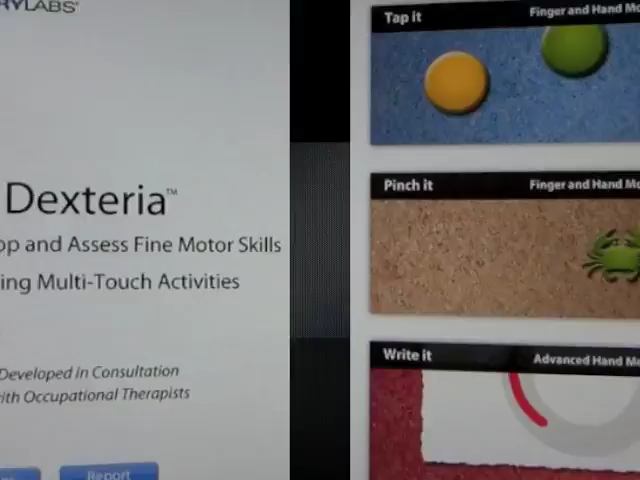 RYLABS
Dexteria™
op and Assess Fine Motor Skills
ing Multi-Touch Activities
Developed in Consultation
ith Occupational Therapists
Report
Tap it
Finger and Hand Mo
Pinch it
Finger and Hand Mo
Write it
Advanced Hand Mo